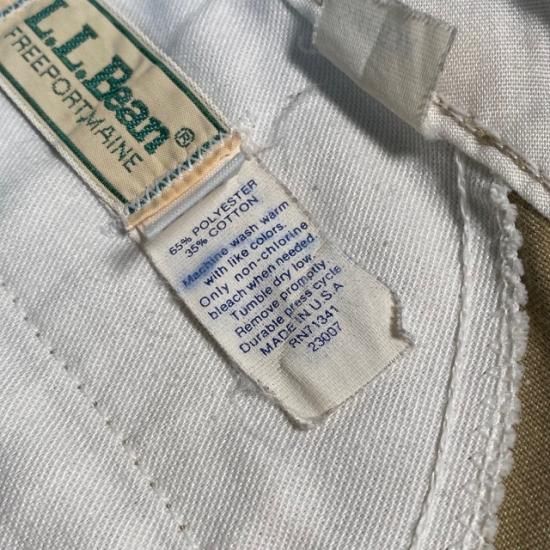 L.L.Bean®
FREEPORT, MAINE
65% POLYESTER
35% COTTON
Machine wash warm
with like colors.
Only non-chlorine
bleach when needed.
Tumble dry low.
Remove promptly.
Durable press cycle
MADE IN U.S.A
RN71341
23007